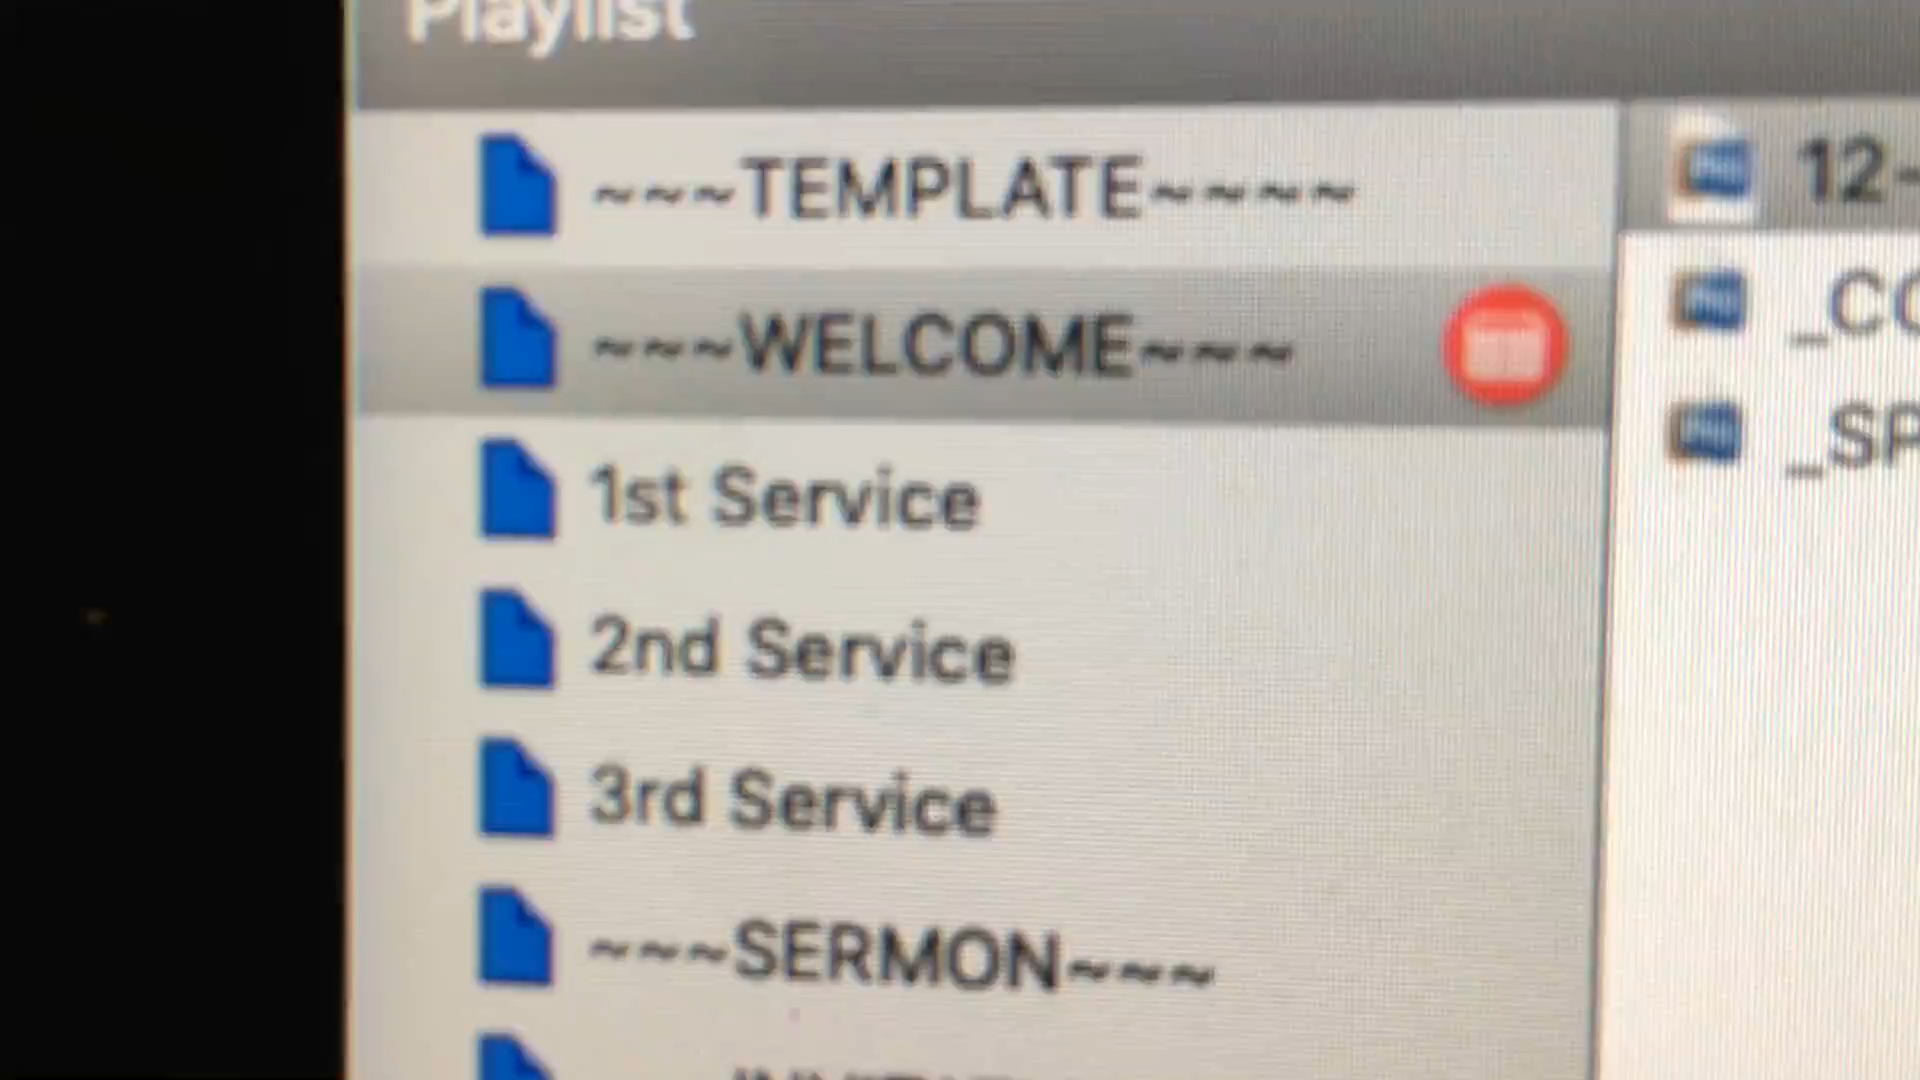 Playlist
~~~TEMPLATE~~~~
~~~WELCOME~~~
1st Service
2nd Service
3rd Service
~~~SERMON~~~
12-
_CO
_SP